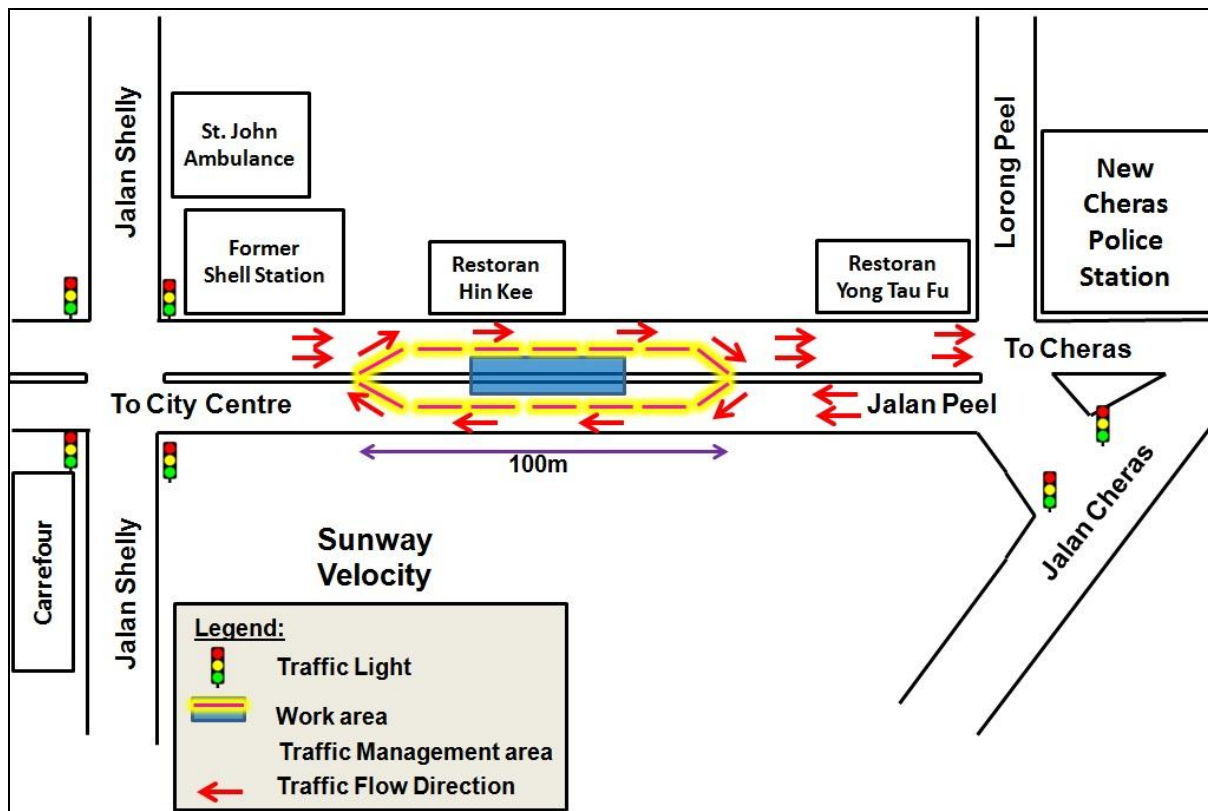 Jalan Shelly
St. John
Ambulance
Former
Shell Station
Restoran
Hin Kee
Restoran
Yong Tau Fu
Lorong Peel
New
Cheras
Police
Station
To Cheras
To City Centre
Jalan Peel
100m
Jalan Cheras
Carrefour
Jalan Shelly
Sunway
Velocity
Legend:
Traffic Light
Work area
Traffic Management area
Traffic Flow Direction